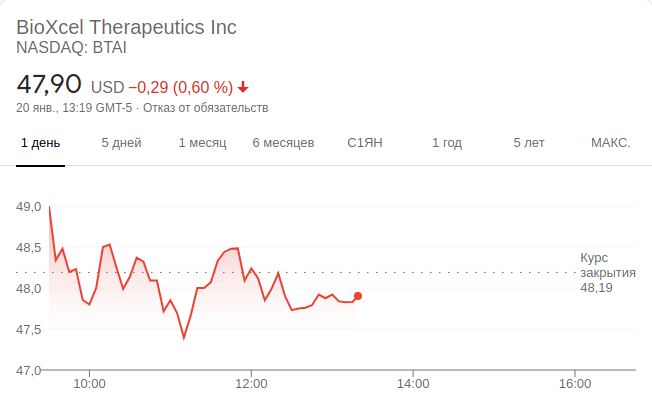 BioXcel Therapeutics Inc
NASDAQ: BTAI
47,90 USD −0,29 (0,60 %)
20 янв., 13:19 GMT-5 · Отказ от обязательств
1 день 5 дней 1 месяц 6 месяцев С1ЯН 1 год 5 лет МАКС.
49,0
48,5
Курс
закрытия
48,19
48,0
47,5
47,0
10:00 12:00 14:00 16:00